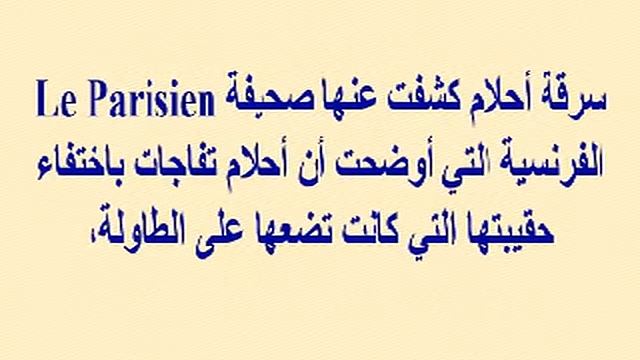 سرقة أحلام كشفت عنها صحيفة Le Parisien
الفرنسية التي أوضحت أن أحلام تفاجات باختفاء
حقيبتها التي كانت تضعها على الطاولة،